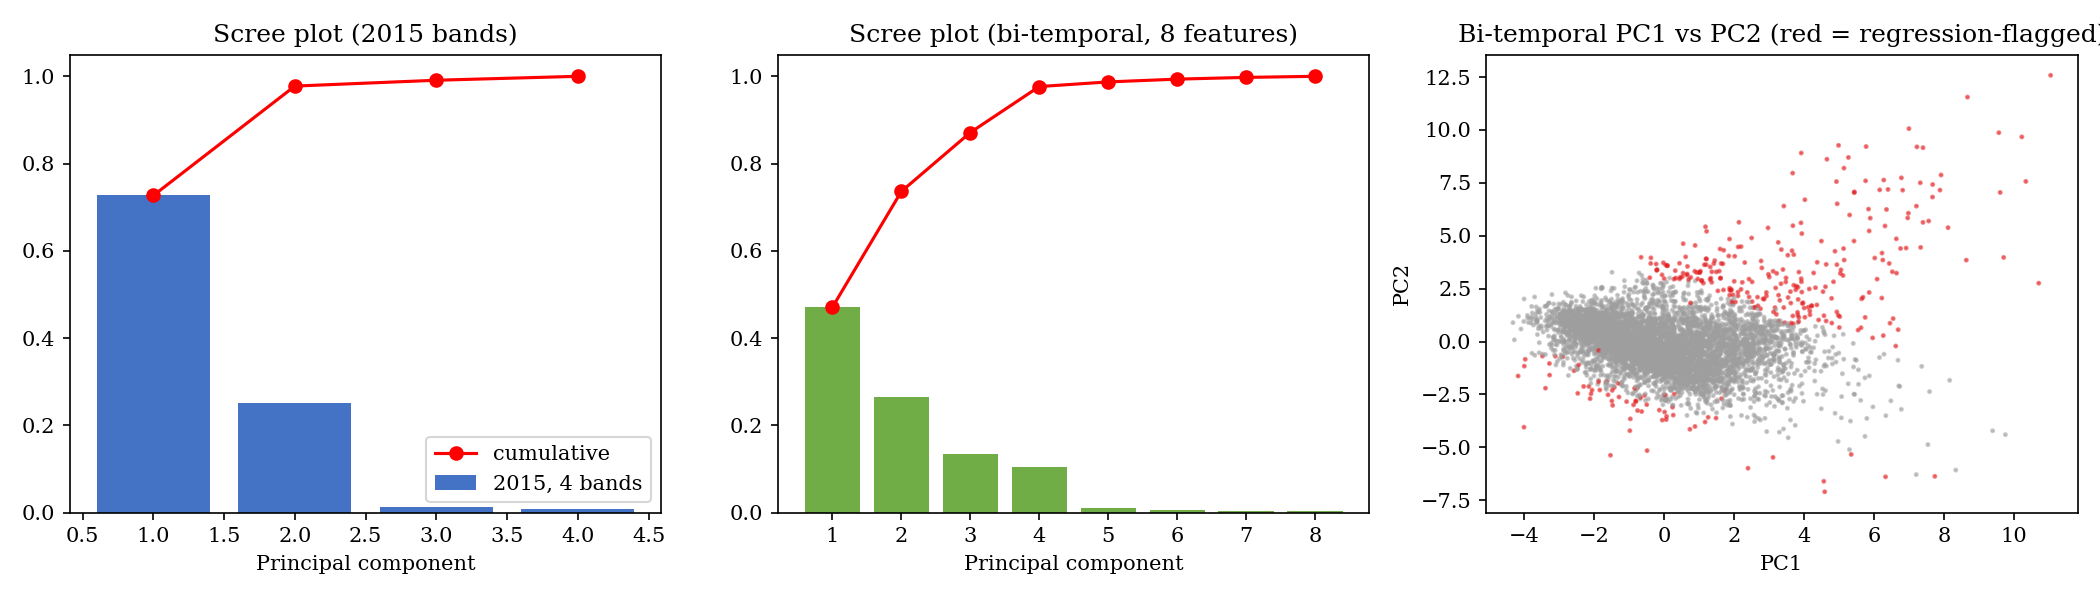 Scree plot (2015 bands)
1.0
0.8
0.6
0.4
0.2
0.0
cumulative
2015, 4 bands
0.5 1.0 1.5 2.0 2.5 3.0 3.5 4.0 4.5
Principal component
Scree plot (bi-temporal, 8 features)
1.0
0.8
0.6
0.4
0.2
0.0
1 2 3 4 5 6 7 8
Principal component
Bi-temporal PC1 vs PC2 (red = regression-flagged)
PC2
12.5
10.0
7.5
5.0
2.5
0.0
−2.5
−5.0
−7.5
−4 −2 0 2 4 6 8 10
PC1